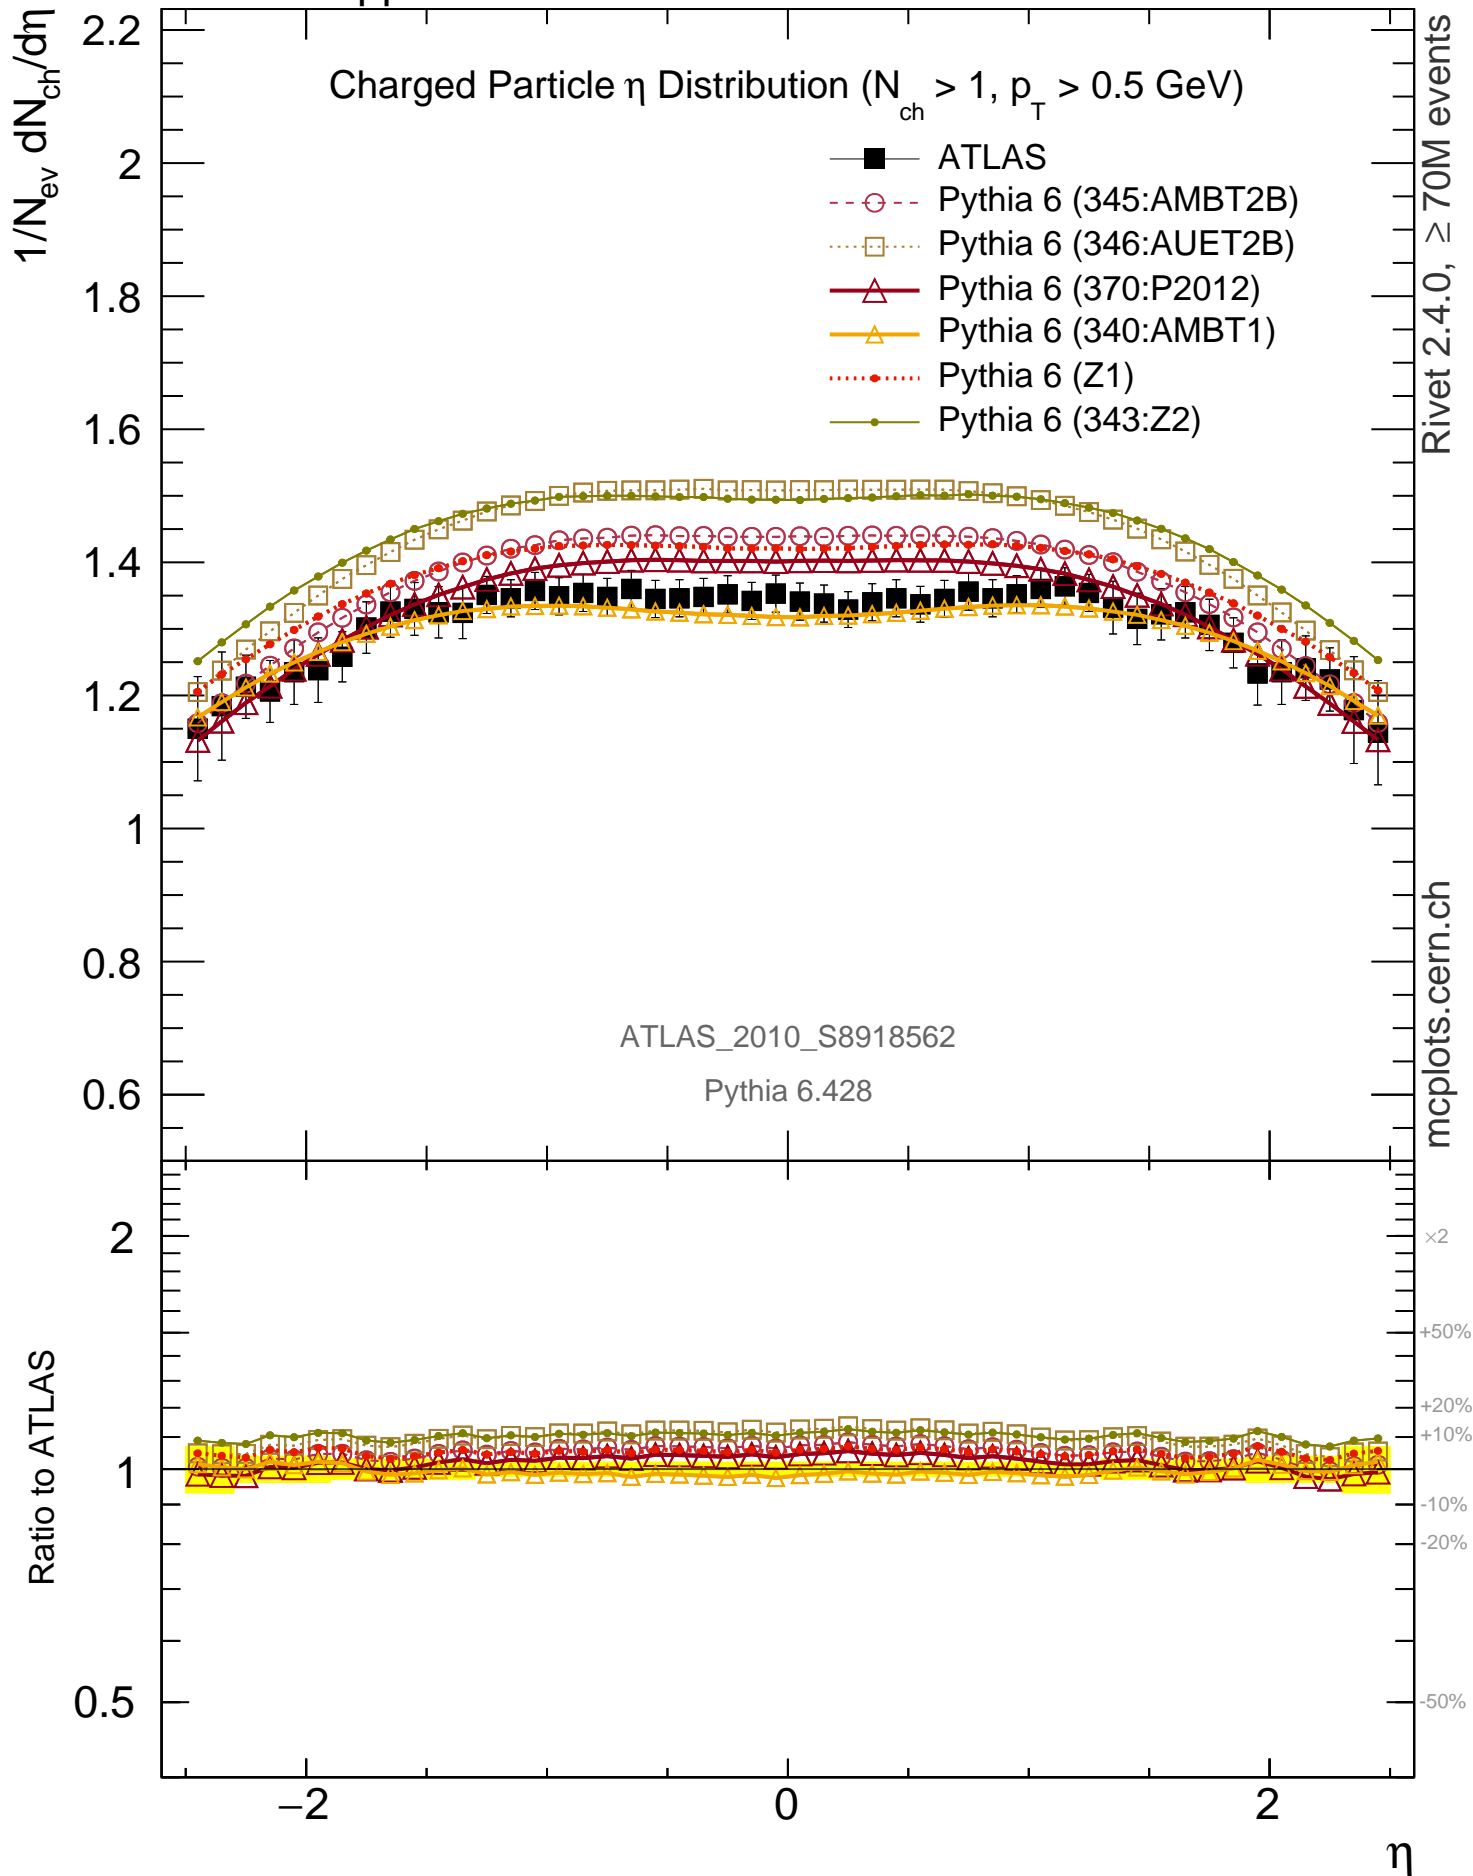 1/N_ev dN_ch/dη
Charged Particle η Distribution (N_ch > 1, p_T > 0.5 GeV)
ATLAS
Pythia 6 (345:AMBT2B)
Pythia 6 (346:AUET2B)
Pythia 6 (370:P2012)
Pythia 6 (340:AMBT1)
Pythia 6 (Z1)
Pythia 6 (343:Z2)
2.2
2
1.8
1.6
1.4
1.2
1
0.8
0.6
ATLAS_2010_S8918562
Pythia 6.428
Rivet 2.4.0, ≥ 70M events
mcplots.cern.ch
Ratio to ATLAS
2
1
0.5
×2
+50%
+20%
+10%
-10%
-20%
-50%
−2
0
2
η